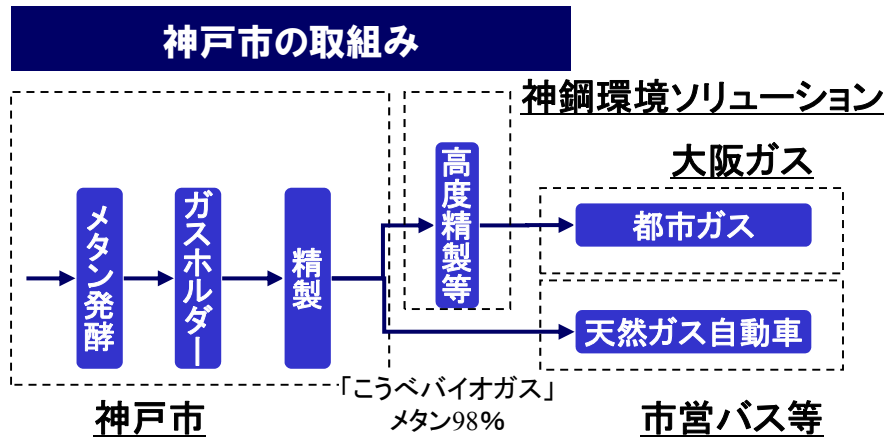 神戸市の取組み
神鋼環境ソリューション
大阪ガス
メタン発酵
ガスホルダー
精製
高度精製等
都市ガス
天然ガス自動車
「こうべバイオガス」
メタン98%
神戸市
市営バス等